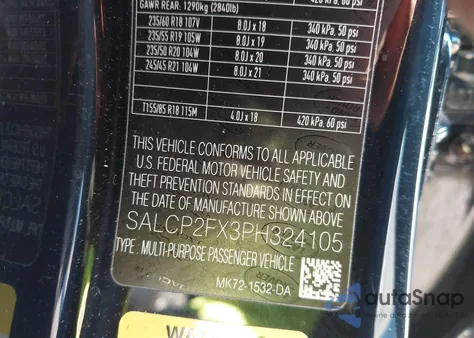 GAWR REAR: 1290kg (2840lb)
420 kPa, 60 psi
235/60 R18 107V 8.0J x 18 340 kPa, 50 psi
235/55 R19 105W 8.0J x 19 340 kPa, 50 psi
235/50 R20 104W 8.0J x 20 340 kPa, 50 psi
245/45 R21 104W 8.0J x 21 340 kPa, 50 psi
T155/85 R18 115M 4.0J x 18 420 kPa, 60 psi
THIS VEHICLE CONFORMS TO ALL APPLICABLE
U.S. FEDERAL MOTOR VEHICLE SAFETY AND
THEFT PREVENTION STANDARDS IN EFFECT ON
THE DATE OF MANUFACTURE SHOWN ABOVE
SALCP2FX3PH324105
TYPE: MULTI-PURPOSE PASSENGER VEHICLE
MK72-1532-DA
autoSnap